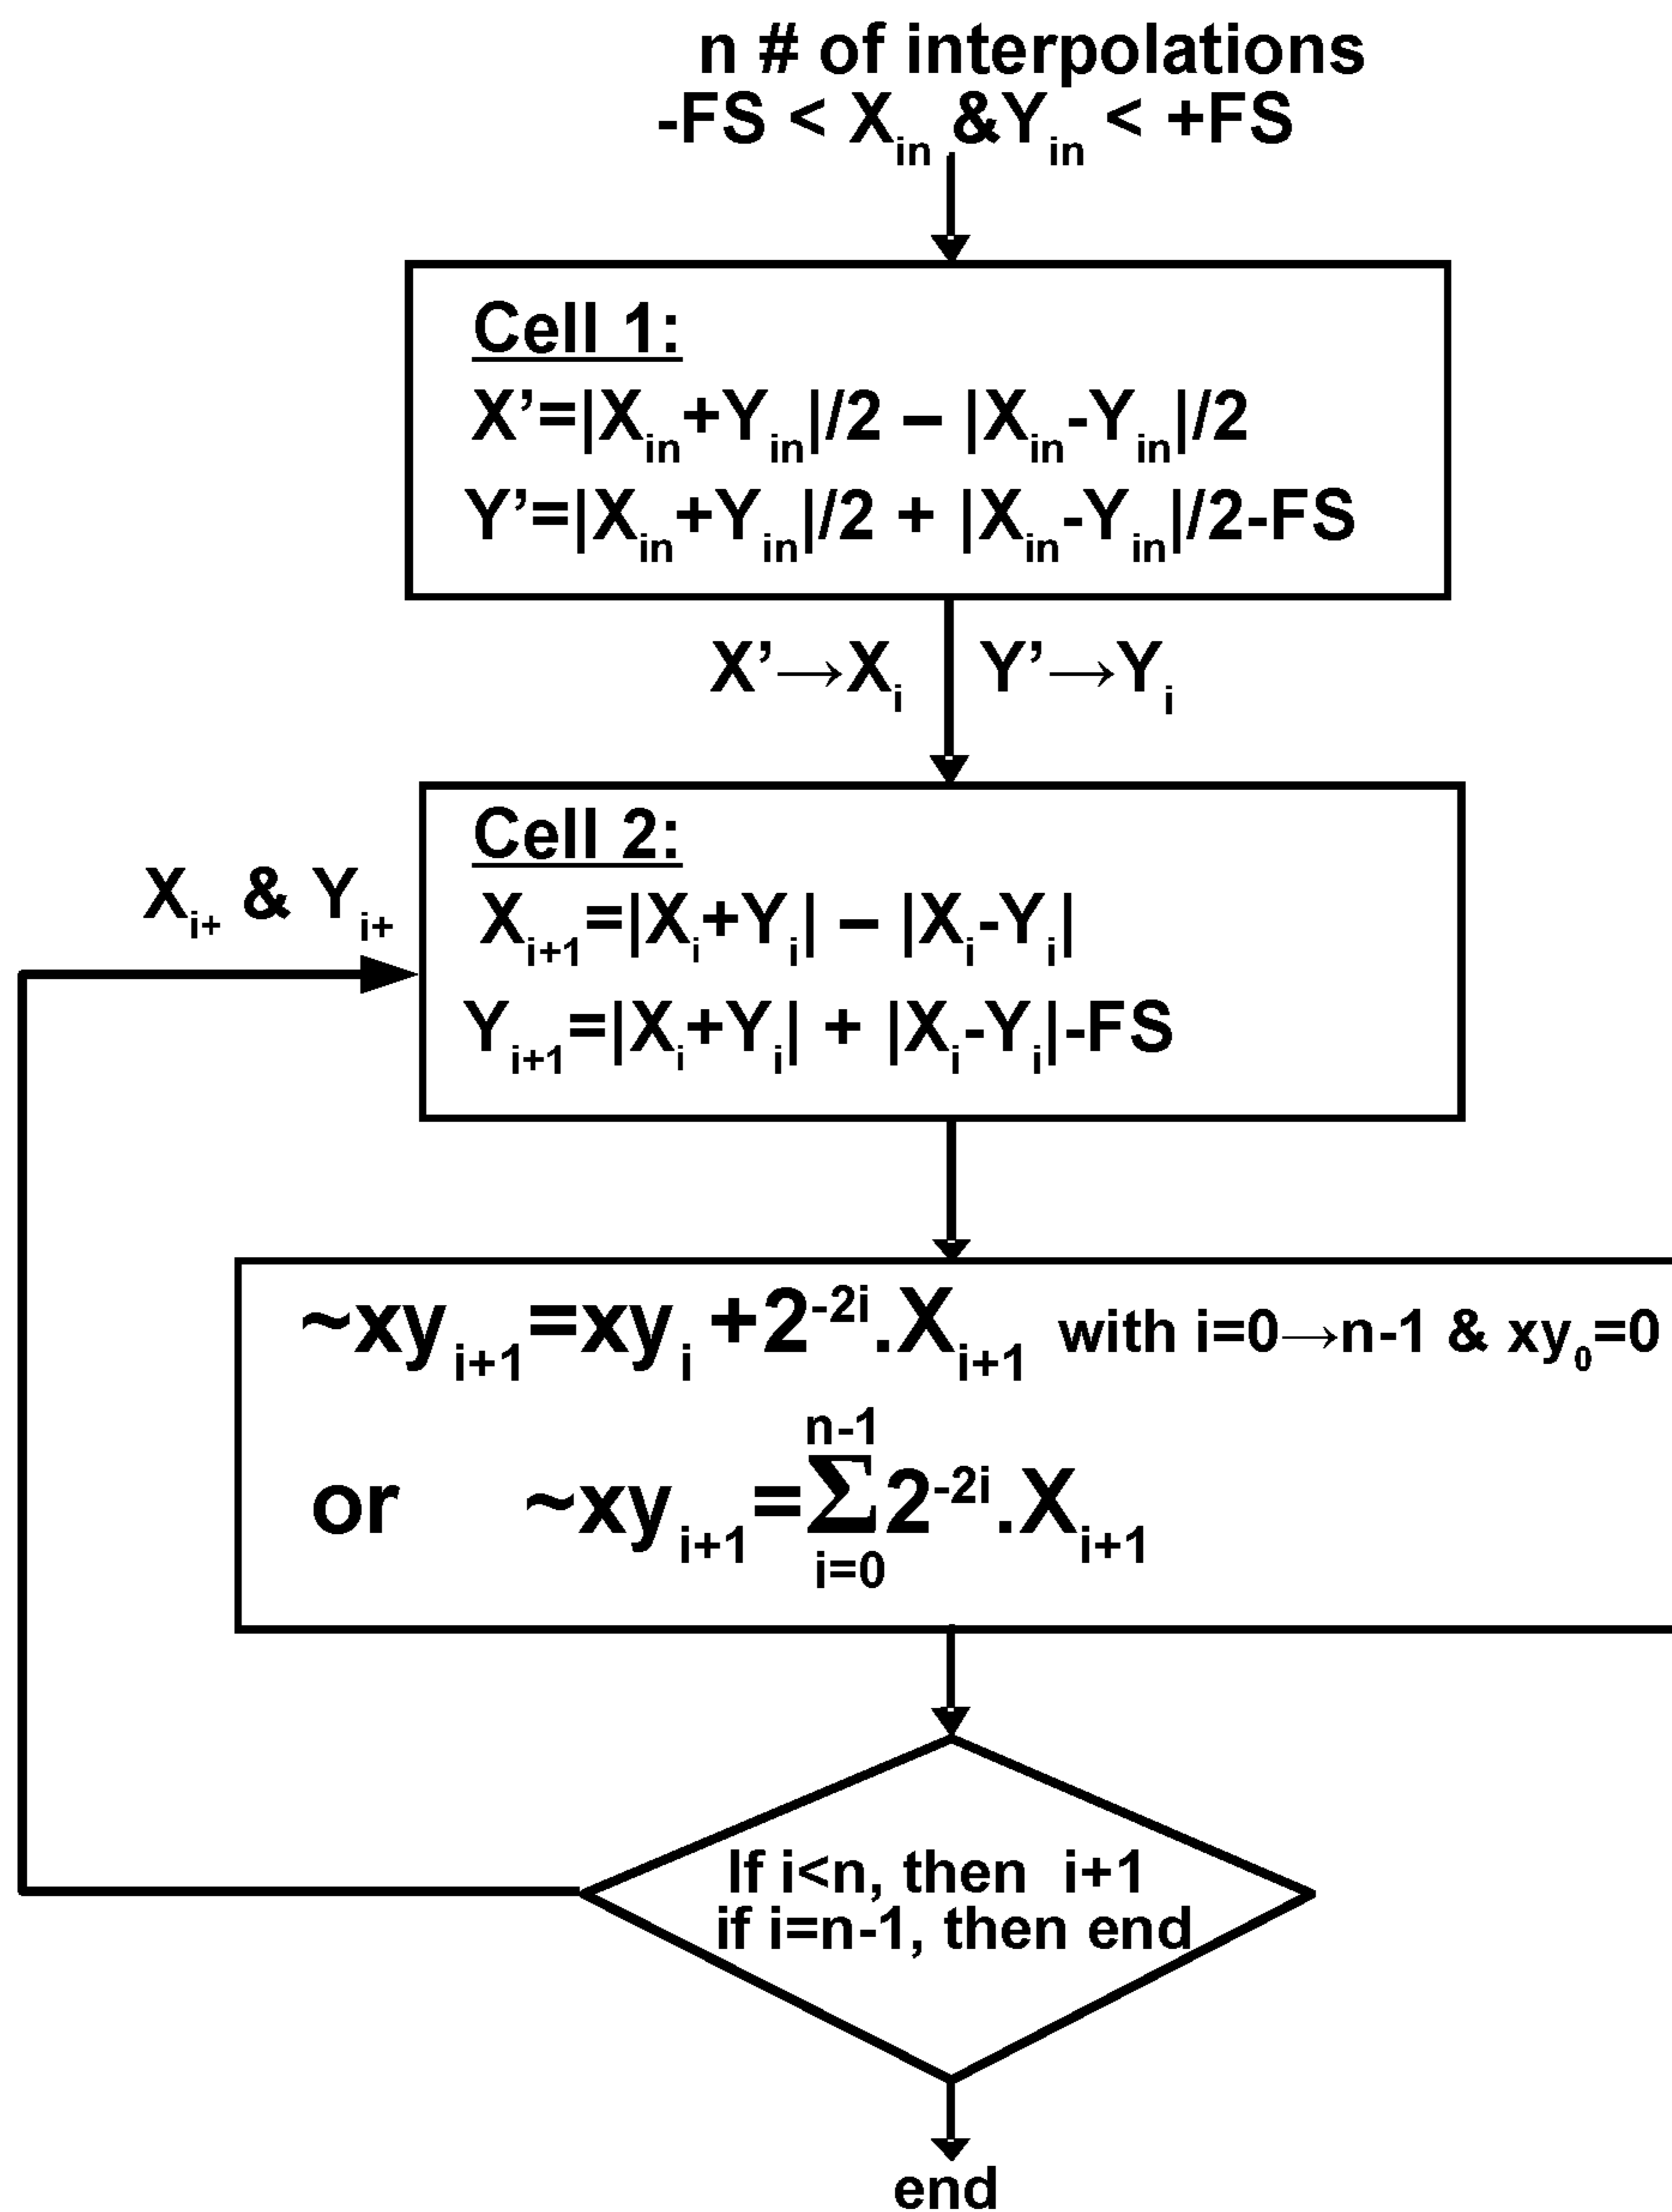 n # of interpolations
-FS < Xin &Yin < +FS
Cell 1:
X’=|Xin+Yin|/2 – |Xin-Yin|/2
Y’=|Xin+Yin|/2 + |Xin-Yin|/2-FS
X’→Xi Y’→Yi
Cell 2:
Xi+1=|Xi+Yi| – |Xi-Yi|
Yi+1=|Xi+Yi| + |Xi-Yi|-FS
Xi+ & Yi+
~xyi+1=xyi+2-2i.Xi+1 with i=0→n-1 & xy0=0
n-1
or ~xyi+1=Σ2-2i.Xi+1
i=0
If i<n, then i+1
if i=n-1, then end
end